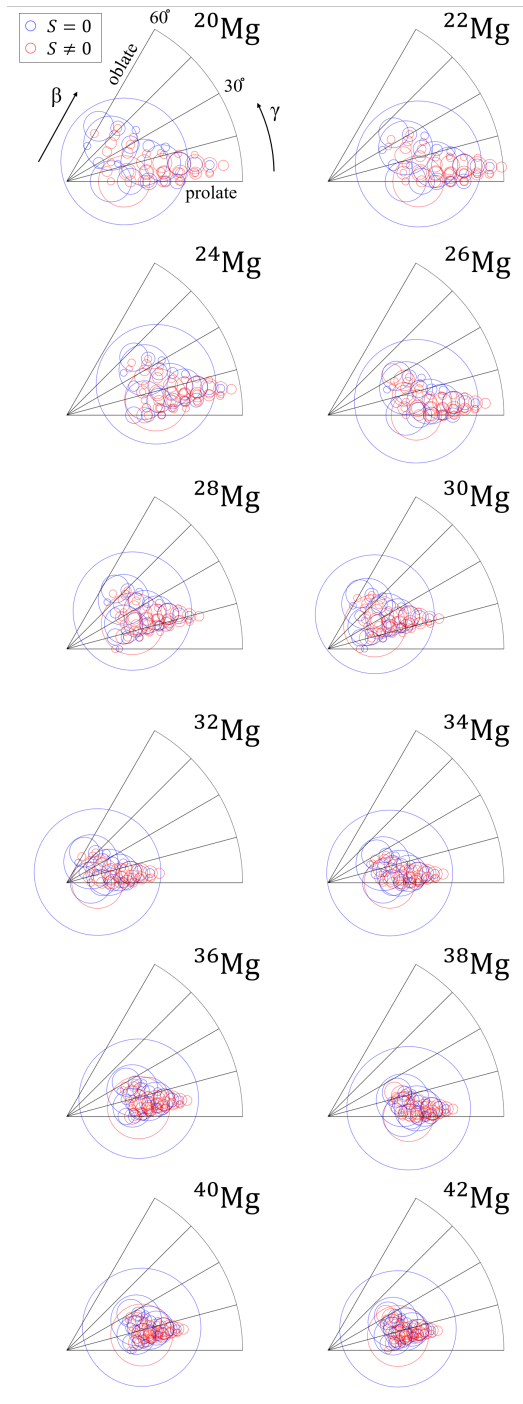 S = 0
S ≠ 0
60°
²⁰Mg
²²Mg
oblate
β
30°
γ
prolate
²⁴Mg
²⁶Mg
²⁸Mg
³⁰Mg
³²Mg
³⁴Mg
³⁶Mg
³⁸Mg
⁴⁰Mg
⁴²Mg